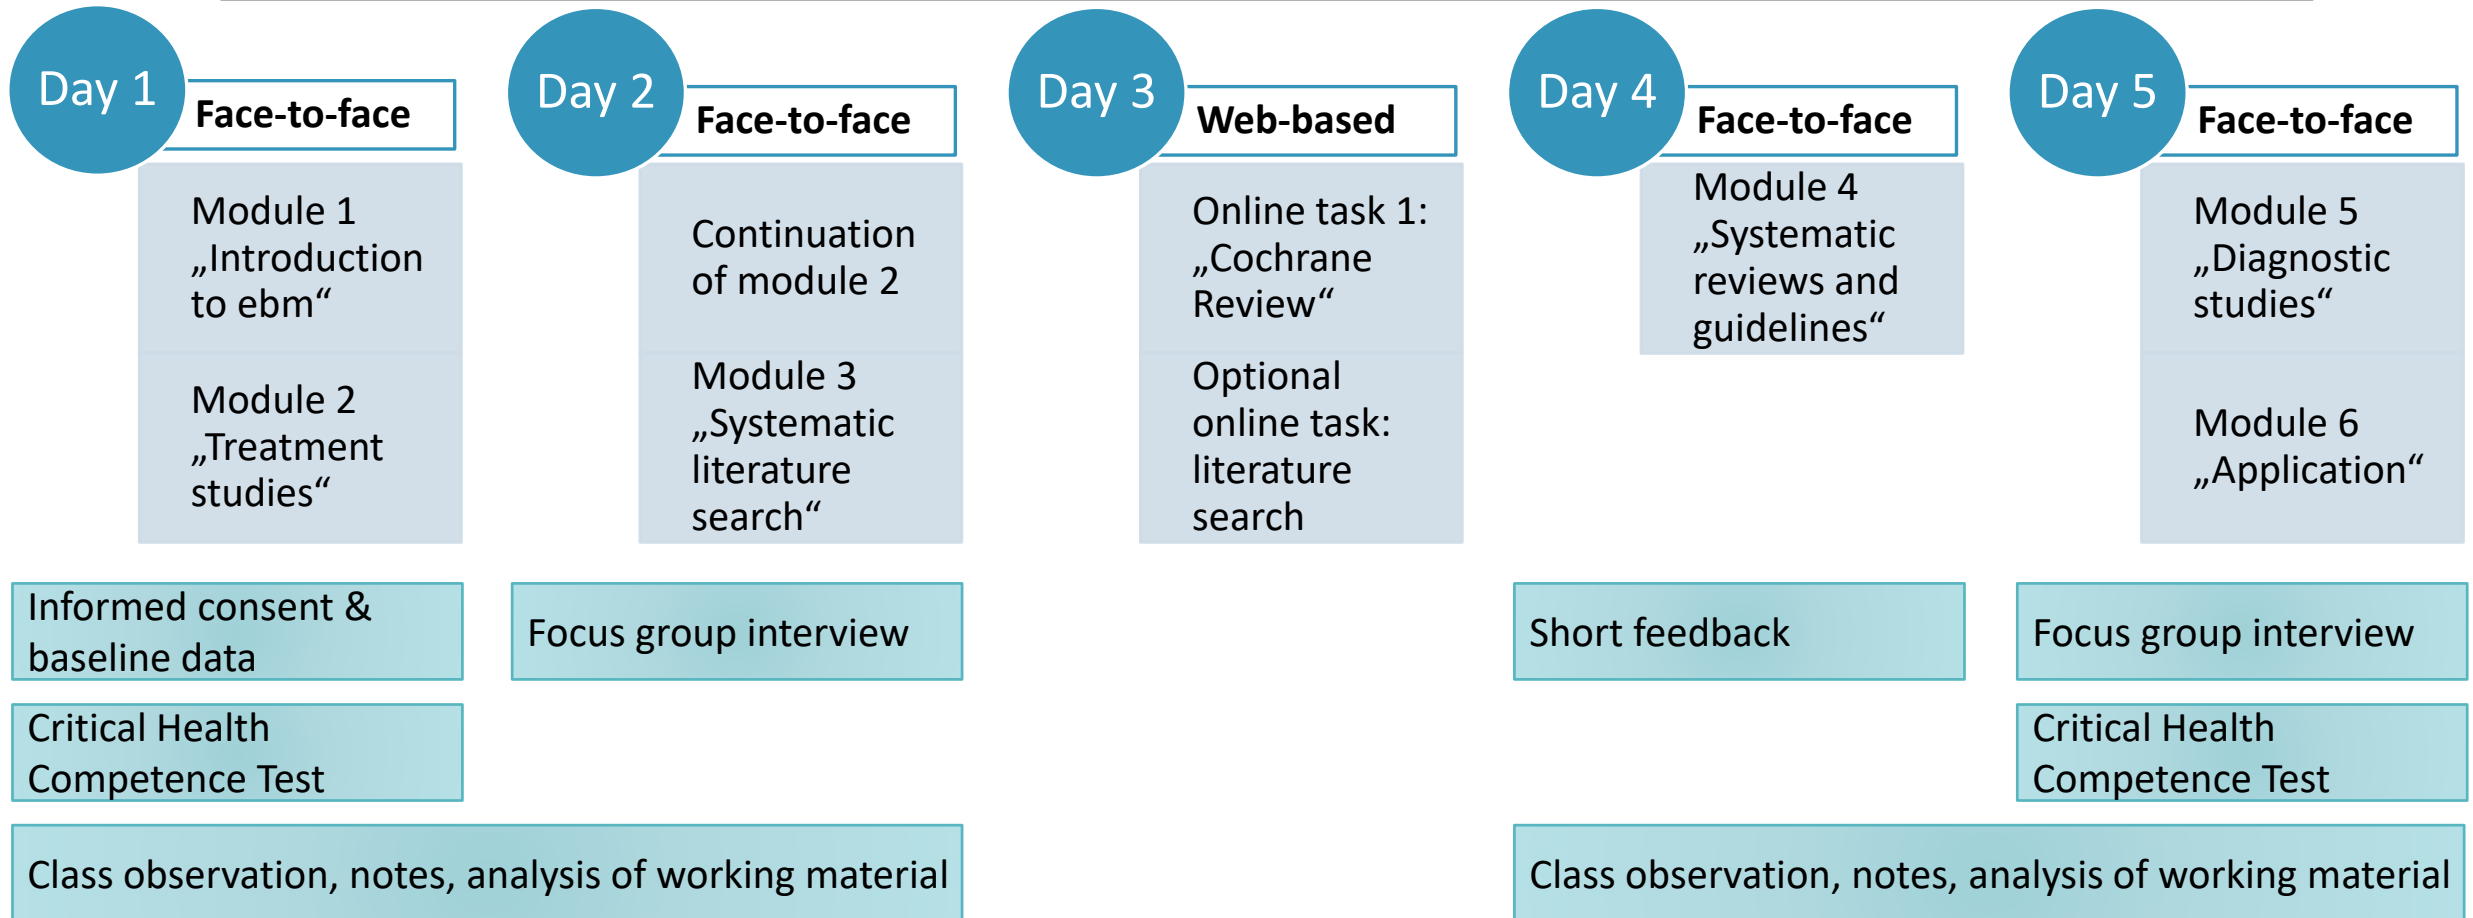 Day 1
Face-to-face
Module 1
„Introduction
to ebm“
Module 2
„Treatment
studies“
Day 2
Face-to-face
Continuation
of module 2
Module 3
„Systematic
literature
search“
Day 3
Web-based
Online task 1:
„Cochrane
Review“
Optional
online task:
literature
search
Day 4
Face-to-face
Module 4
„Systematic
reviews and
guidelines“
Day 5
Face-to-face
Module 5
„Diagnostic
studies“
Module 6
„Application“
Informed consent &
baseline data
Focus group interview
Short feedback
Focus group interview
Critical Health
Competence Test
Critical Health
Competence Test
Class observation, notes, analysis of working material
Class observation, notes, analysis of working material